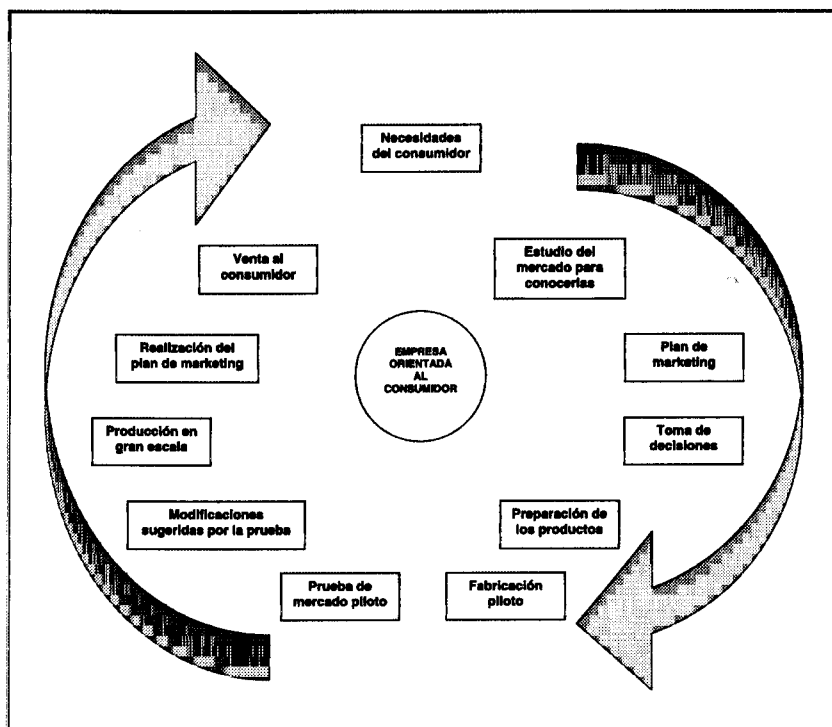 Necesidades
del consumidor
Estudio del
mercado para
conocerlas
Plan de
marketing
Toma de
decisiones
Preparación de
los productos
Fabricación
piloto
Prueba de
mercado piloto
Modificaciones
sugeridas por la prueba
Producción en
gran escala
Realización del
plan de marketing
Venta al
consumidor
EMPRESA
ORIENTADA
AL
CONSUMIDOR